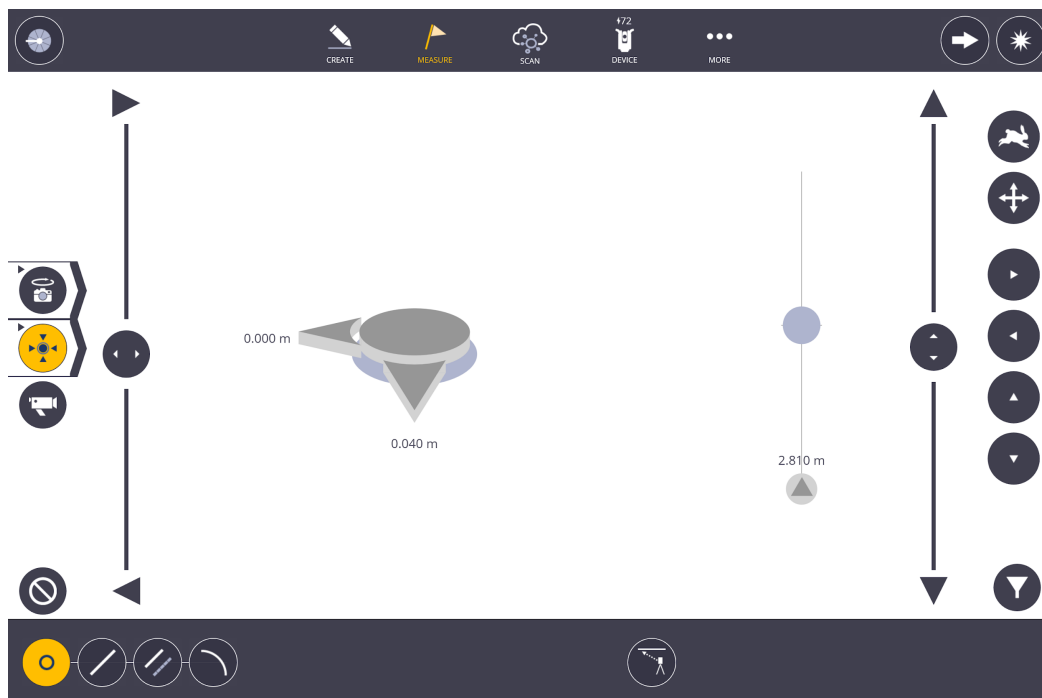 72
CREATE
MEASURE
SCAN
DEVICE
MORE
0.000 m
0.040 m
2.810 m